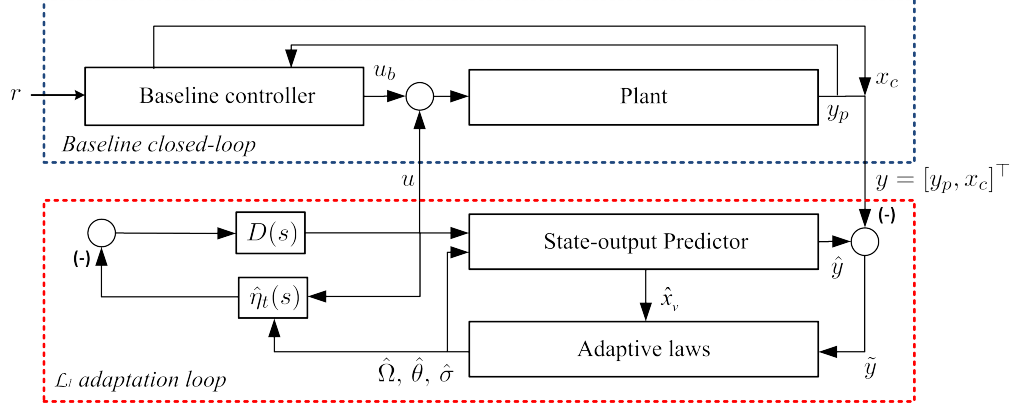 r
Baseline controller
u_b
Plant
y_p
x_c
Baseline closed-loop
u
y = [y_p, x_c]^⊤
(-)
(-)
D(s)
State-output Predictor
ŷ
η̂_t(s)
x̂_v
Adaptive laws
Ω̂, θ̂, σ̂
ỹ
ℒ₁ adaptation loop